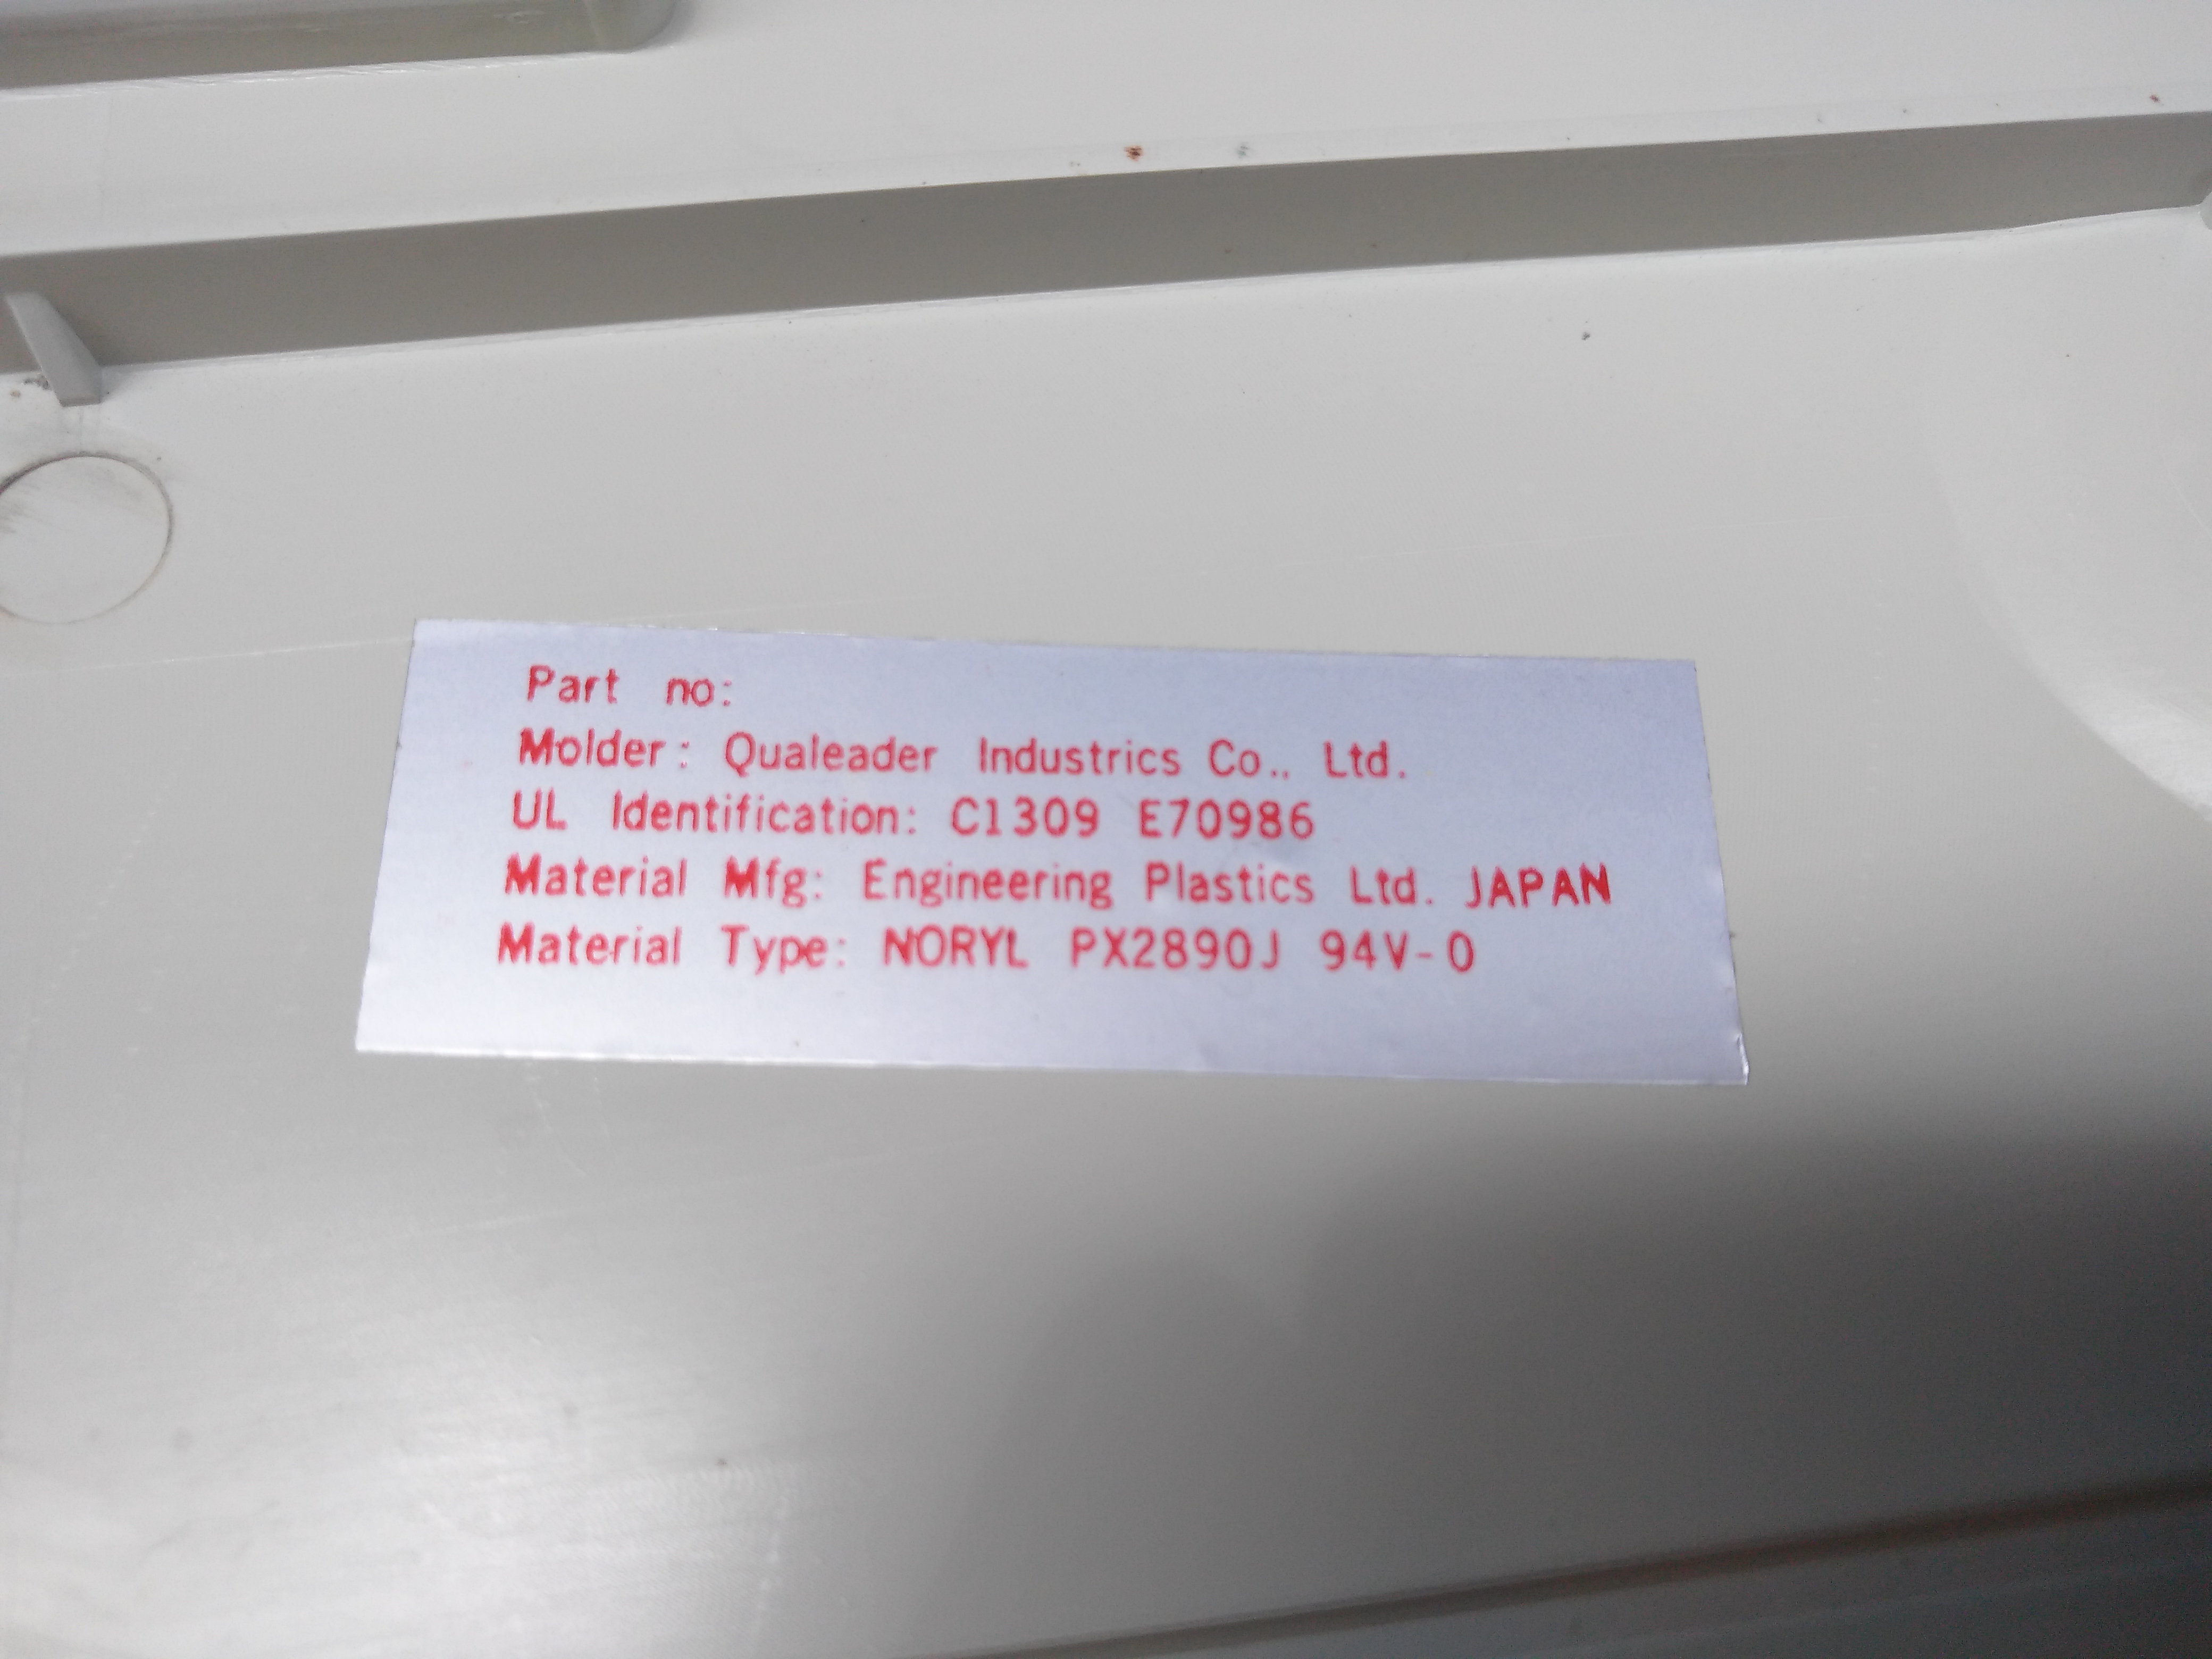 Part no:
Molder: Qualeader Industrics Co.. Ltd.
UL Identification: C1309 E70986
Material Mfg: Engineering Plastics Ltd. JAPAN
Material Type: NORYL PX2890J 94V-0